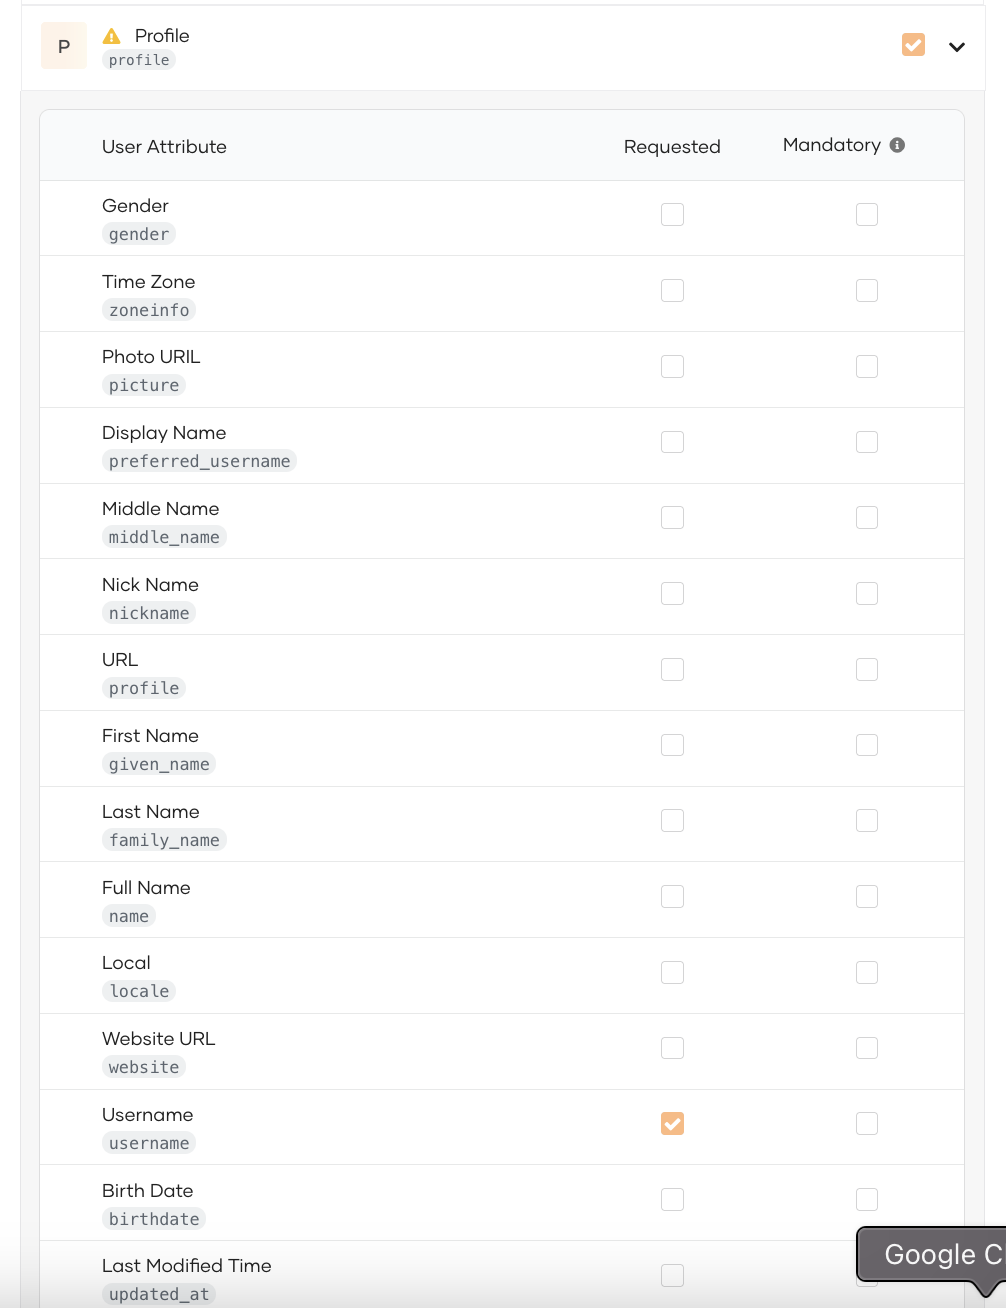 P
Profile
profile
User Attribute Requested Mandatory
Gender
gender
Time Zone
zoneinfo
Photo URIL
picture
Display Name
preferred_username
Middle Name
middle_name
Nick Name
nickname
URL
profile
First Name
given_name
Last Name
family_name
Full Name
name
Local
locale
Website URL
website
Username
username
Birth Date
birthdate
Last Modified Time
updated_at
Google C